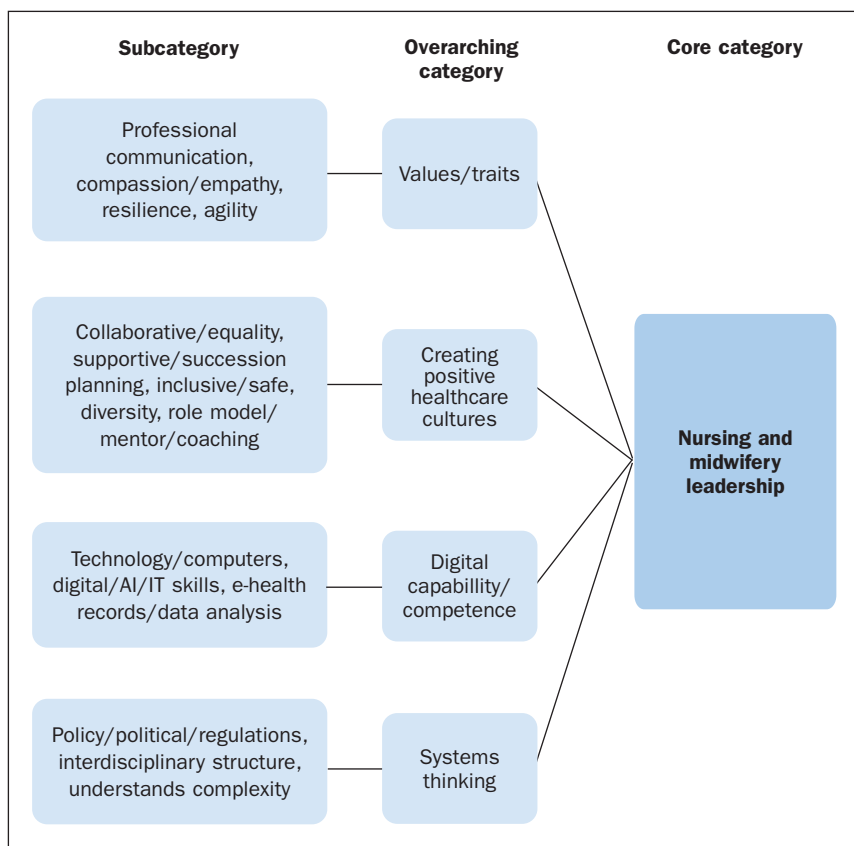 Subcategory
Overarching
category
Core category
Professional
communication,
compassion/empathy,
resilience, agility
Values/traits
Collaborative/equality,
supportive/succession
planning, inclusive/safe,
diversity, role model/
mentor/coaching
Creating
positive
healthcare
cultures
Nursing and
midwifery
leadership
Technology/computers,
digital/AI/IT skills, e-health
records/data analysis
Digital
capabillity/
competence
Policy/political/regulations,
interdisciplinary structure,
understands complexity
Systems
thinking